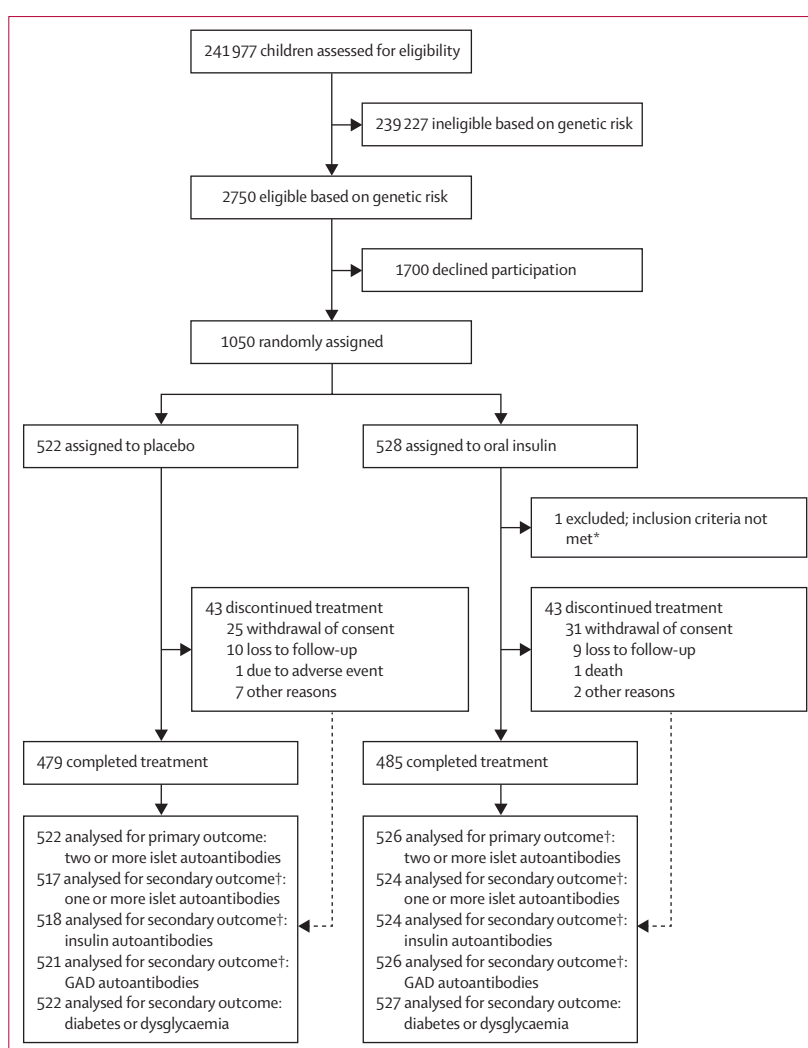 241 977 children assessed for eligibility
239 227 ineligible based on genetic risk
2750 eligible based on genetic risk
1700 declined participation
1050 randomly assigned
522 assigned to placebo
528 assigned to oral insulin
1 excluded; inclusion criteria not
met*
43 discontinued treatment
25 withdrawal of consent
10 loss to follow-up
1 due to adverse event
7 other reasons
43 discontinued treatment
31 withdrawal of consent
9 loss to follow-up
1 death
2 other reasons
479 completed treatment
485 completed treatment
522 analysed for primary outcome:
two or more islet autoantibodies
517 analysed for secondary outcome†:
one or more islet autoantibodies
518 analysed for secondary outcome†:
insulin autoantibodies
521 analysed for secondary outcome†:
GAD autoantibodies
522 analysed for secondary outcome:
diabetes or dysglycaemia
526 analysed for primary outcome†:
two or more islet autoantibodies
524 analysed for secondary outcome†:
one or more islet autoantibodies
524 analysed for secondary outcome†:
insulin autoantibodies
526 analysed for secondary outcome†:
GAD autoantibodies
527 analysed for secondary outcome:
diabetes or dysglycaemia